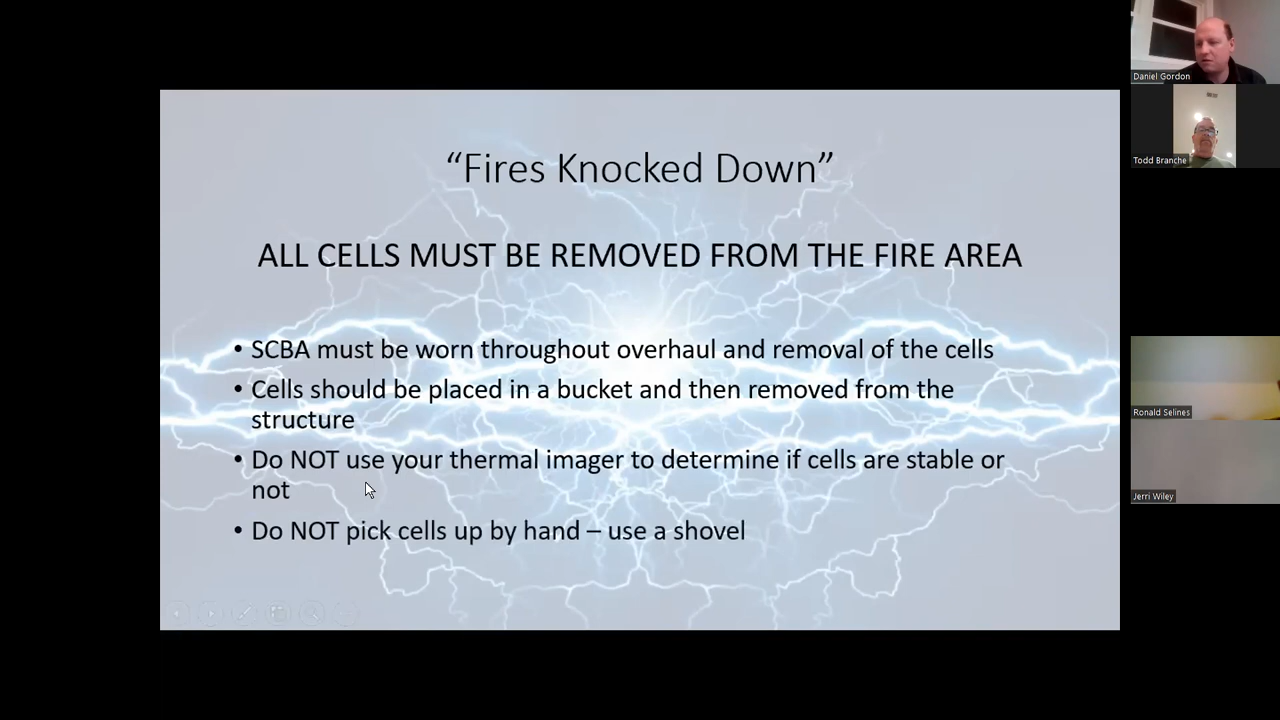 “Fires Knocked Down”
ALL CELLS MUST BE REMOVED FROM THE FIRE AREA
• SCBA must be worn throughout overhaul and removal of the cells
• Cells should be placed in a bucket and then removed from the
structure
• Do NOT use your thermal imager to determine if cells are stable or
not
• Do NOT pick cells up by hand – use a shovel
Daniel Gordon
Todd Branche
Ronald Selines
Jerri Wiley